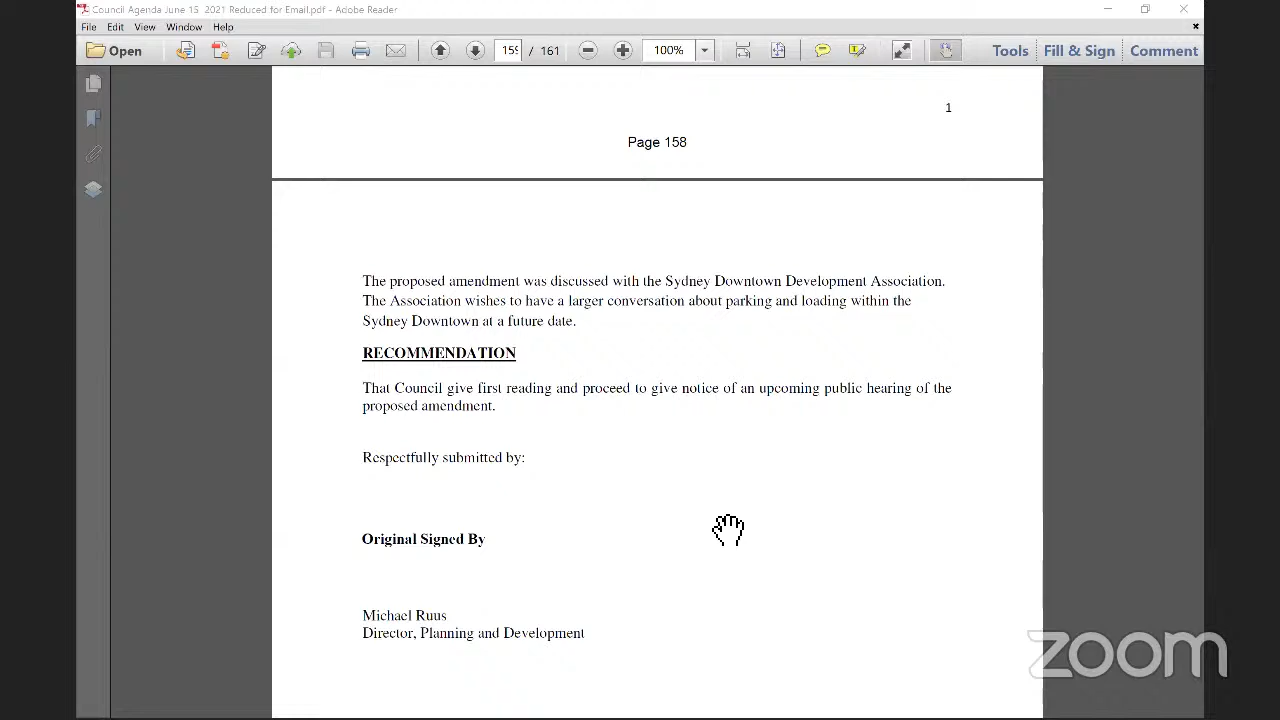 Council Agenda June 15 2021 Reduced for Email.pdf - Adobe Reader
File Edit View Window Help
Open 159 / 161 100% Tools Fill & Sign Comment
1
Page 158
The proposed amendment was discussed with the Sydney Downtown Development Association.
The Association wishes to have a larger conversation about parking and loading within the
Sydney Downtown at a future date.
RECOMMENDATION
That Council give first reading and proceed to give notice of an upcoming public hearing of the
proposed amendment.
Respectfully submitted by:
Original Signed By
Michael Ruus
Director, Planning and Development
zoom